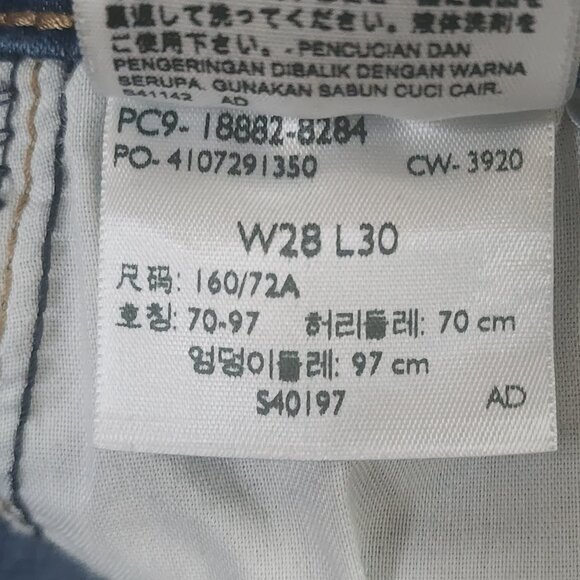 裏返して洗ってください。液体洗剤を
ご使用下さい。- PENCUCIAN DAN
PENGERINGAN DIBALIK DENGAN WARNA
SERUPA. GUNAKAN SABUN CUCI CAIR.
S41142 AD
PC9- 18882-8284
PO- 4107291350 CW- 3920
W28 L30
尺码: 160/72A
호칭: 70-97 허리둘레: 70 cm
엉덩이둘레: 97 cm
S40197 AD